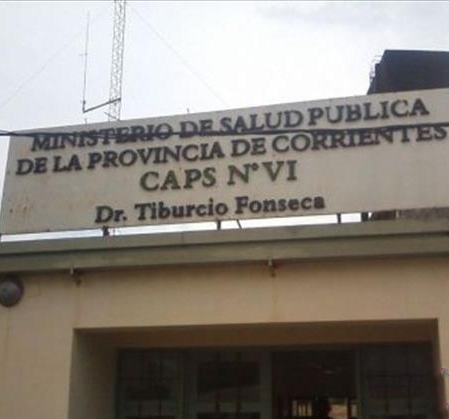 MINISTERIO DE SALUD PUBLICA
DE LA PROVINCIA DE CORRIENTES
CAPS N° VI
Dr. Tiburcio Fonseca